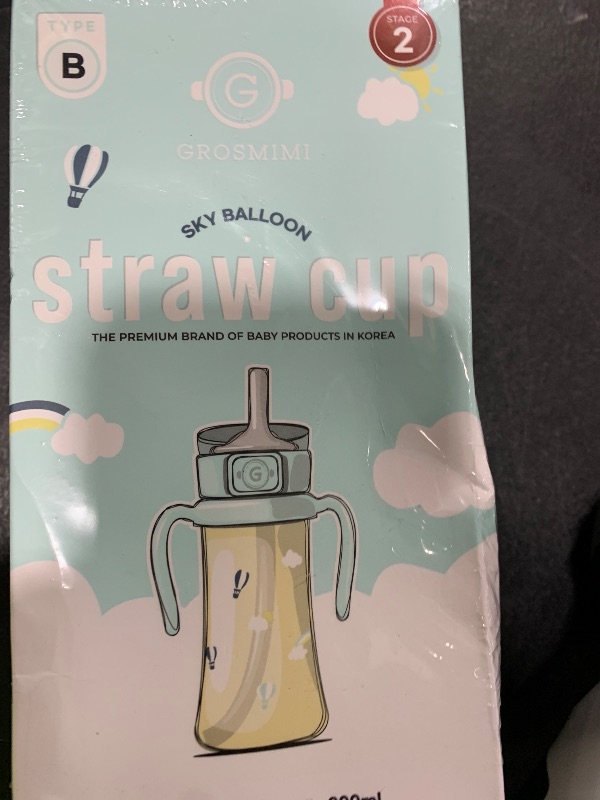 TYPE
B
STAGE
2
G
GROSMIMI
SKY BALLOON
straw cup
THE PREMIUM BRAND OF BABY PRODUCTS IN KOREA
G